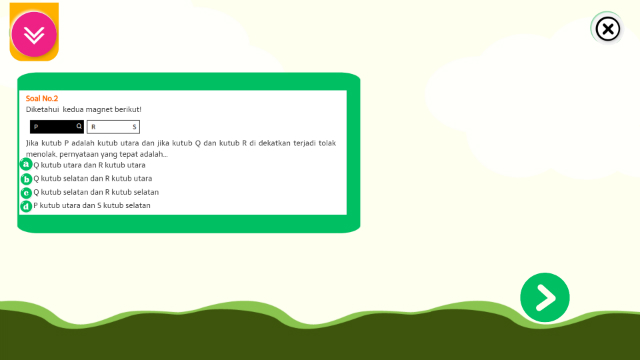 Soal No.2
Diketahui kedua magnet berikut!
P Q R S
Jika kutub P adalah kutub utara dan jika kutub Q dan kutub R di dekatkan terjadi tolak
menolak, pernyataan yang tepat adalah...
a Q kutub utara dan R kutub utara
b Q kutub selatan dan R kutub utara
c Q kutub selatan dan R kutub selatan
d P kutub utara dan S kutub selatan